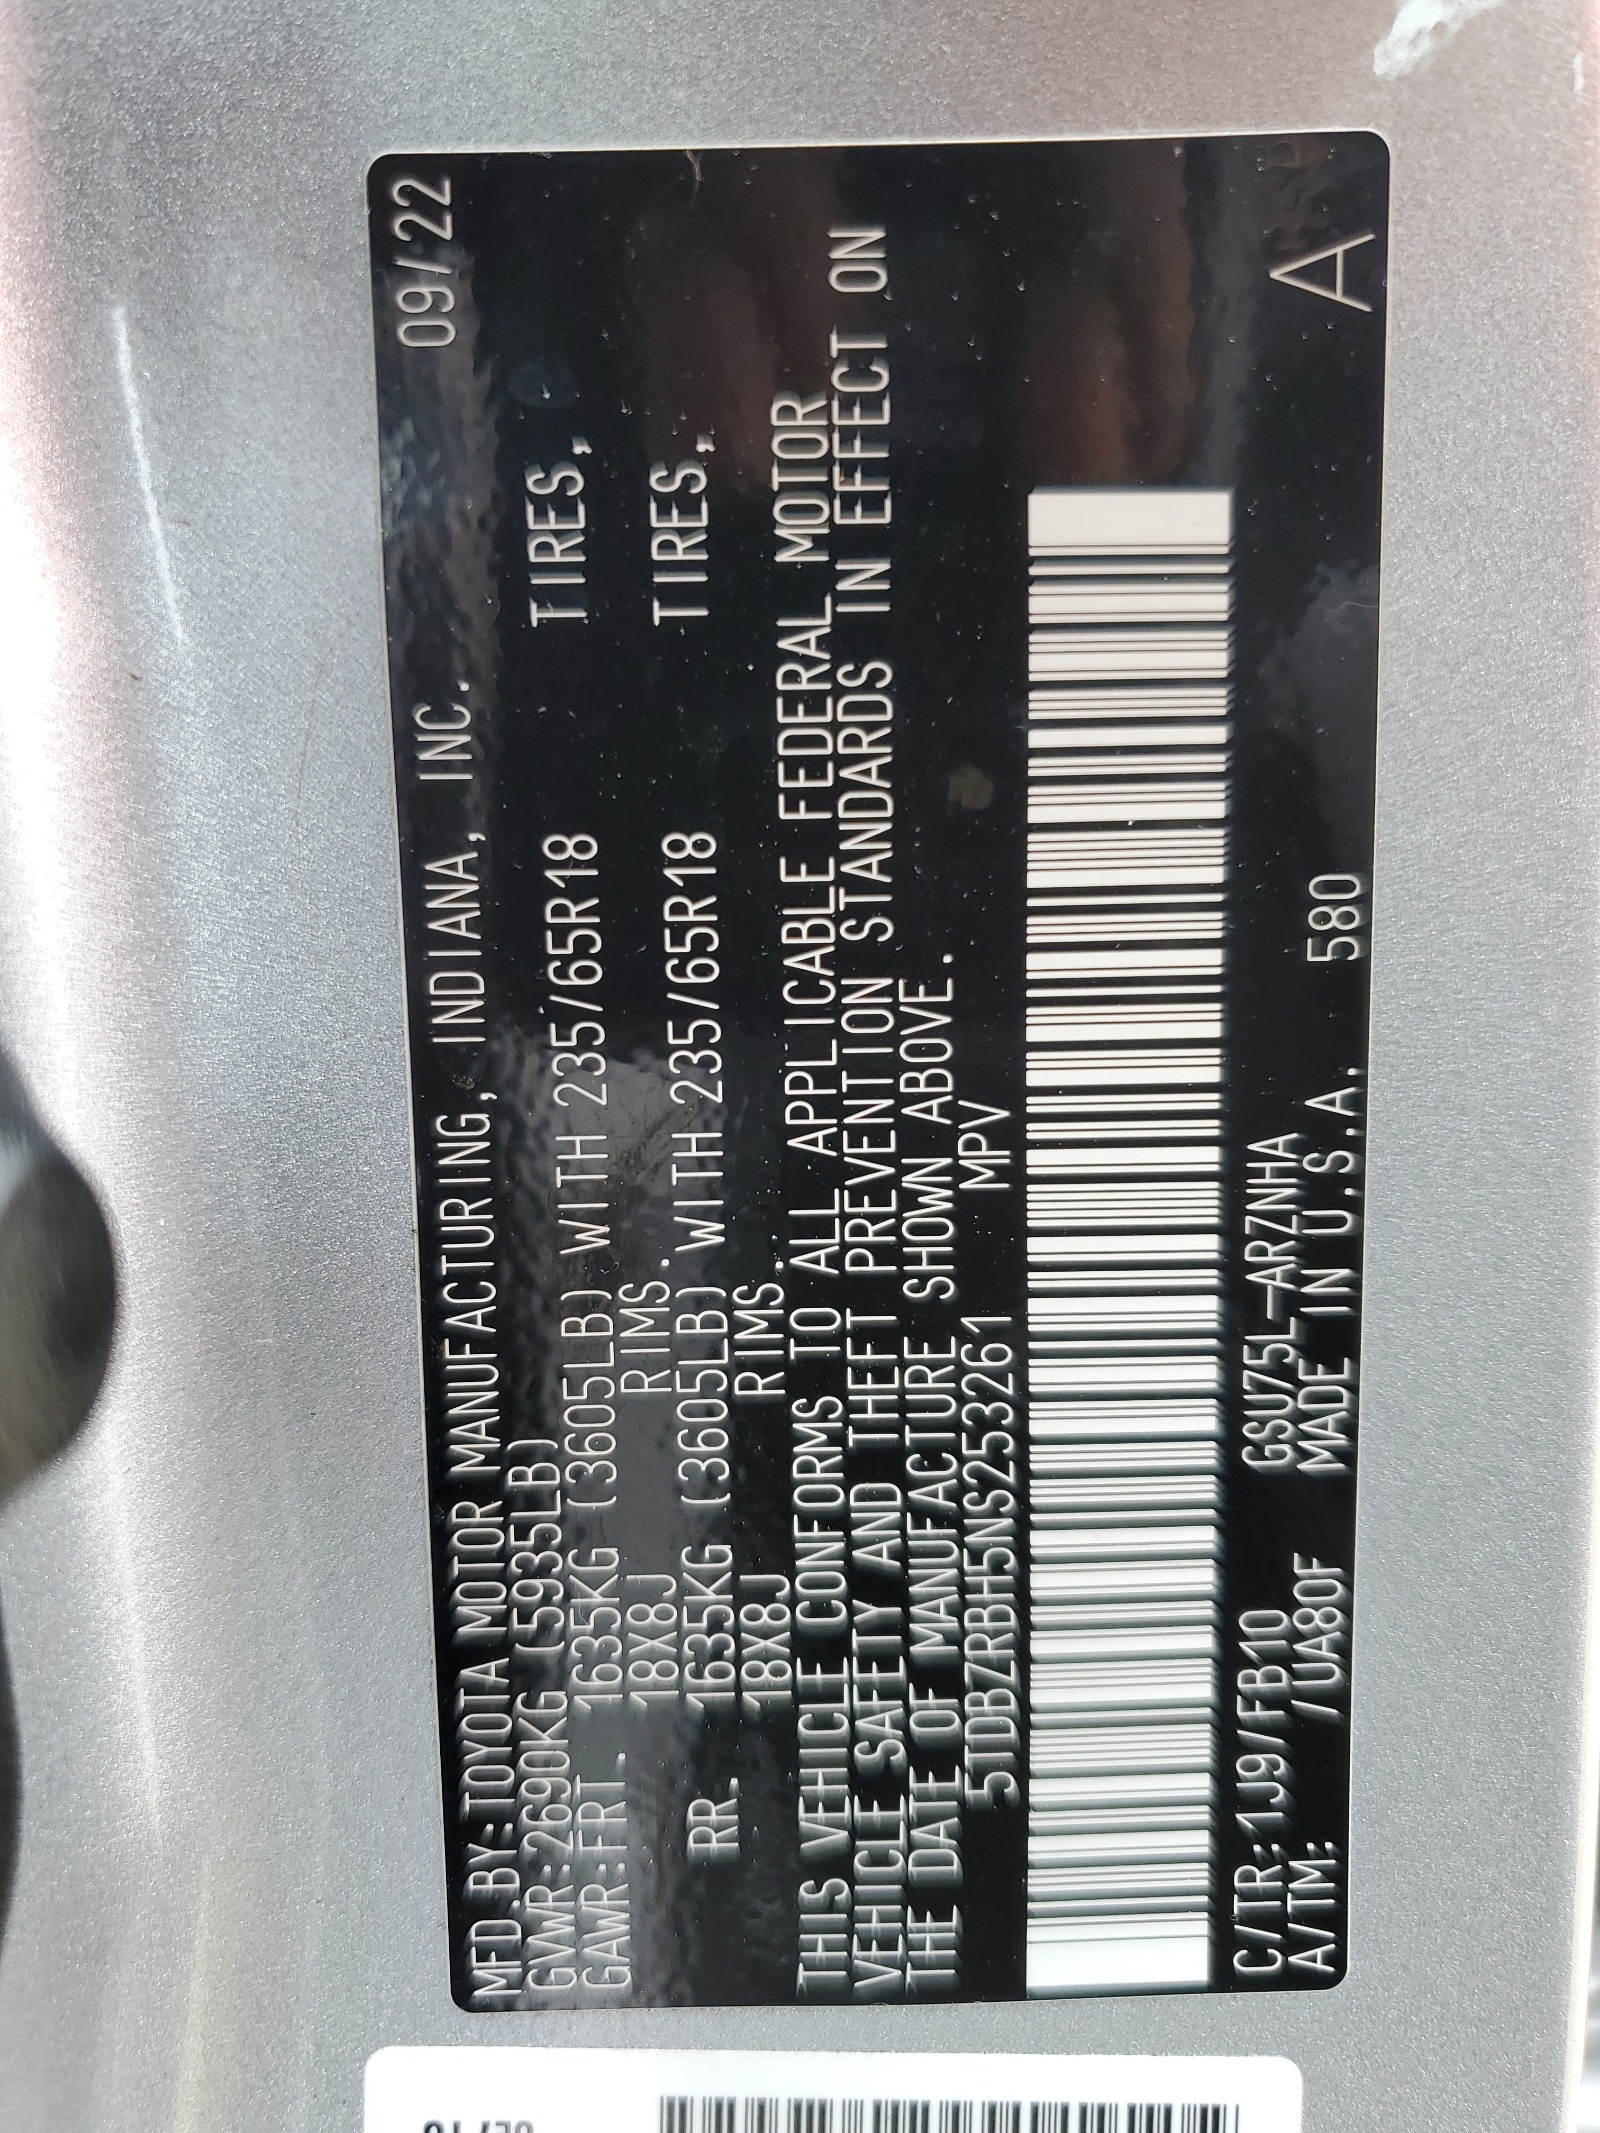 MFD.BY:TOYOTA MOTOR MANUFACTURING, INDIANA, INC. 09/22
GVWR:2690KG (5935LB)
GAWR:FRT. 1635KG (3605LB) WITH 235/65R18 TIRES,
18X8J RIMS.
RR. 1635KG (3605LB) WITH 235/65R18 TIRES,
18X8J RIMS.
THIS VEHICLE CONFORMS TO ALL APPLICABLE FEDERAL MOTOR
VEHICLE SAFETY AND THEFT PREVENTION STANDARDS IN EFFECT ON
THE DATE OF MANUFACTURE SHOWN ABOVE.
5TDBZRBH5NS253261 MPV
C/TR:1J9/FB10 GSU75L-ARZNHA
A/TM: /UA80F MADE IN U.S.A. 580 A